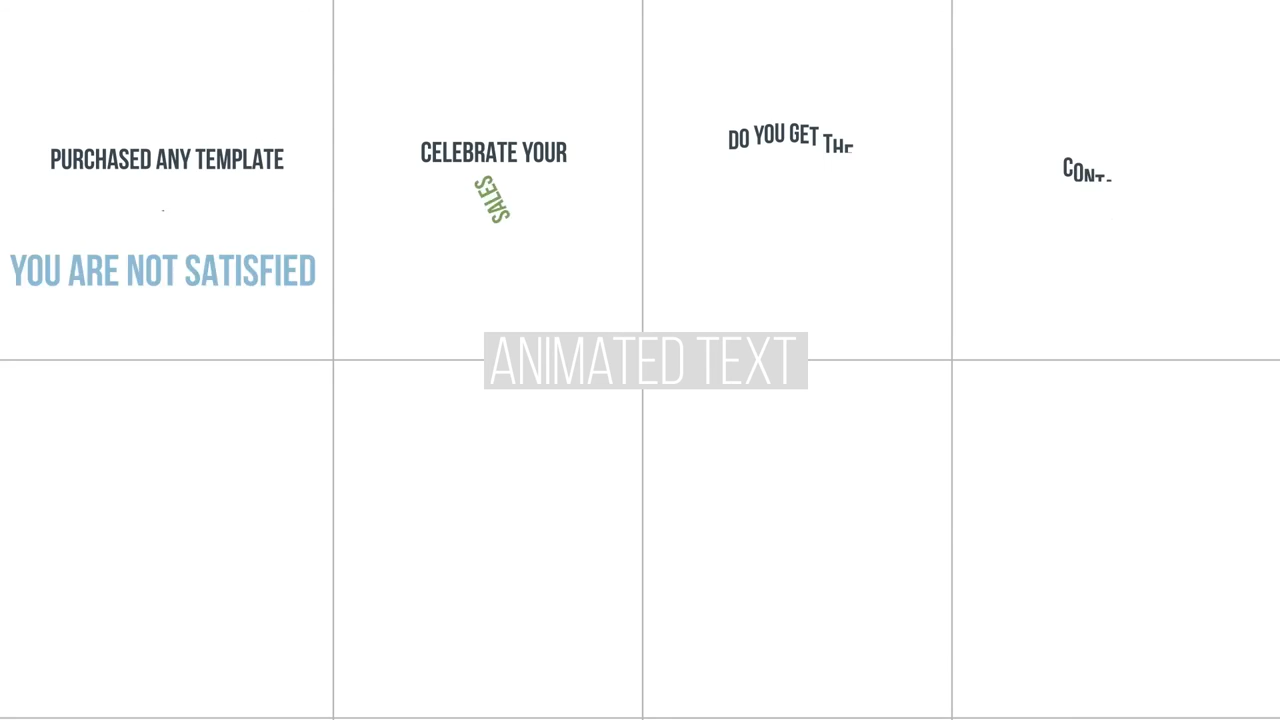 PURCHASED ANY TEMPLATE
YOU ARE NOT SATISFIED
CELEBRATE YOUR
SALES
DO YOU GET
ANIMATED TEXT